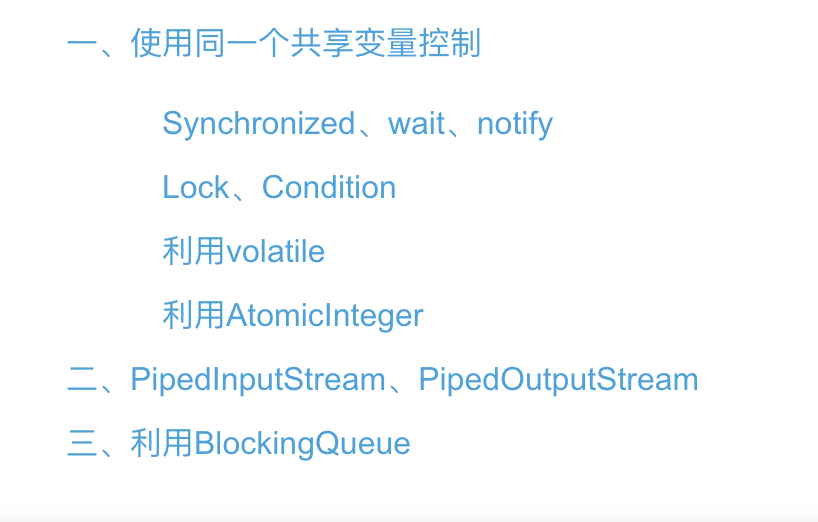 一、使用同一个共享变量控制
Synchronized、wait、notify
Lock、Condition
利用volatile
利用AtomicInteger
二、PipedInputStream、PipedOutputStream
三、利用BlockingQueue